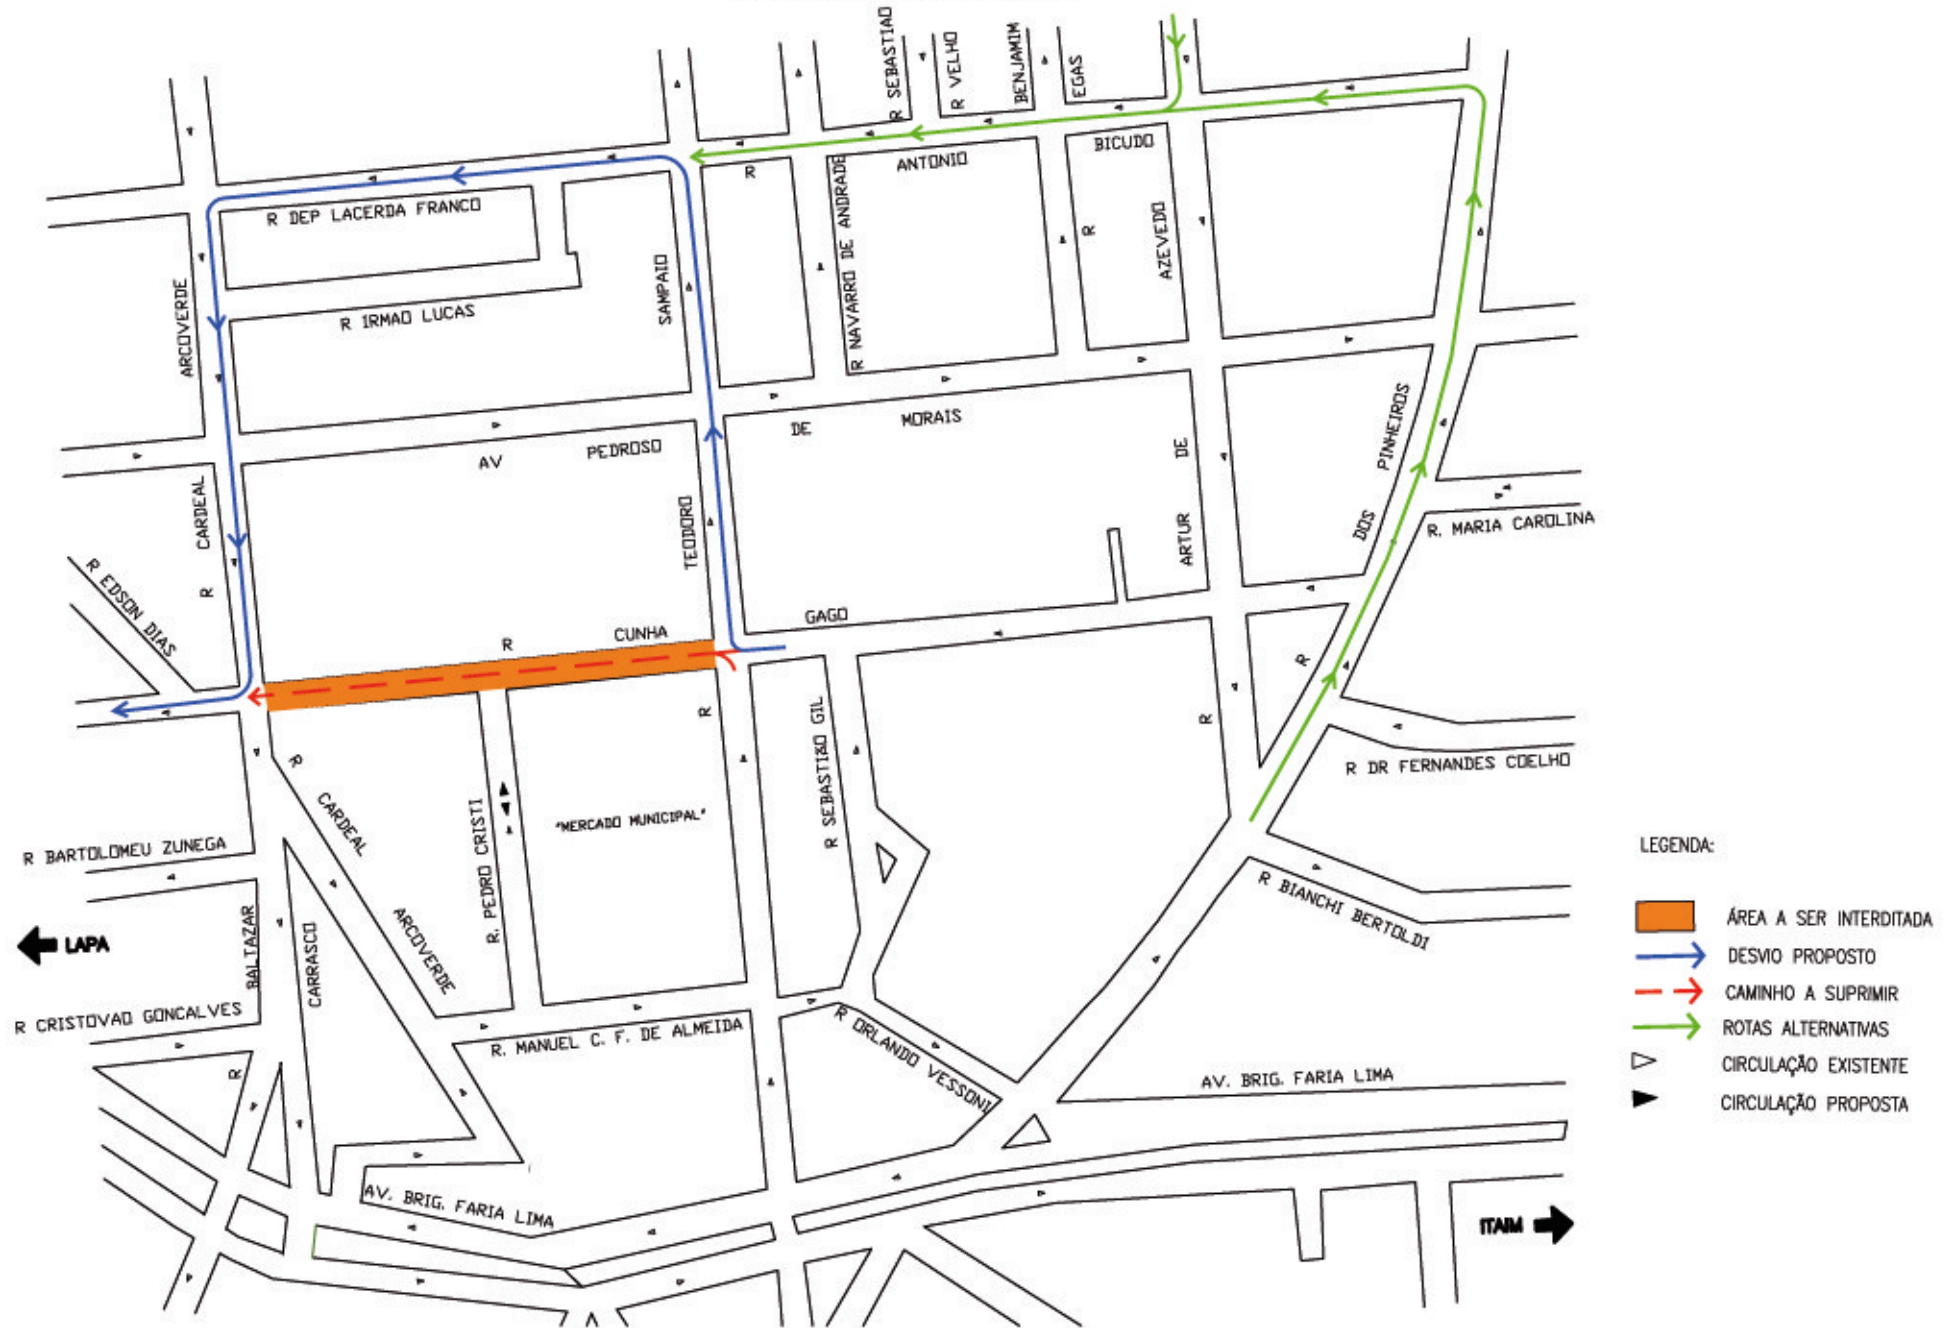 R SEBASTIAO
R VELHO
BENJAMIM
EGAS
R
ANTONIO
BICUDO
R DEP LACERDA FRANCO
R IRMAO LUCAS
ARCOVERDE
SAMPAIO
R NAVARRO DE ANDRADE
R
AZEVEDO
AV
PEDROSO
DE
MORAIS
CARDEAL
R
TEODORO
R
DE
ARTUR
R
PINHEIROS
DOS
R
R. MARIA CAROLINA
R EDSON DIAS
R
CUNHA
GAGO
R
CARDEAL
ARCOVERDE
R. PEDRO CRISTI
"MERCADO MUNICIPAL"
R SEBASTIÃO GIL
R DR FERNANDES COELHO
R BARTOLOMEU ZUNEGA
R BIANCHI BERTOLDI
LAPA
BALTAZAR
CARRASCO
R
R CRISTOVAO GONCALVES
R. MANUEL C. F. DE ALMEIDA
R ORLANDO VESSONI
AV. BRIG. FARIA LIMA
AV. BRIG. FARIA LIMA
ITAIM
LEGENDA:
ÁREA A SER INTERDITADA
DESVIO PROPOSTO
CAMINHO A SUPRIMIR
ROTAS ALTERNATIVAS
CIRCULAÇÃO EXISTENTE
CIRCULAÇÃO PROPOSTA